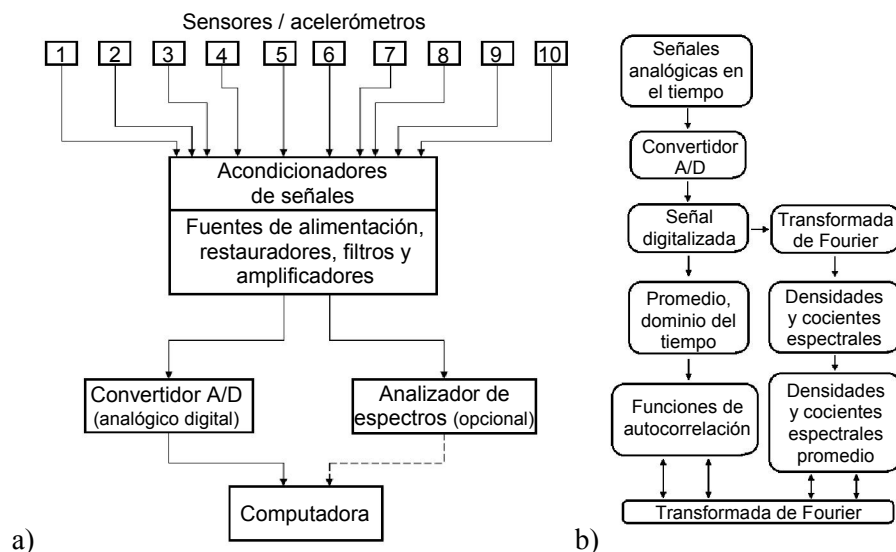 Sensores / acelerómetros
1 2 3 4 5 6 7 8 9 10
Acondicionadores
de señales
Fuentes de alimentación,
restauradores, filtros y
amplificadores
Convertidor A/D
(analógico digital)
Analizador de
espectros (opcional)
Computadora
a)
Señales
analógicas en
el tiempo
Convertidor
A/D
Señal
digitalizada
Transformada
de Fourier
Promedio,
dominio del
tiempo
Densidades
y cocientes
espectrales
Funciones de
autocorrelación
Densidades
y cocientes
espectrales
promedio
Transformada de Fourier
b)